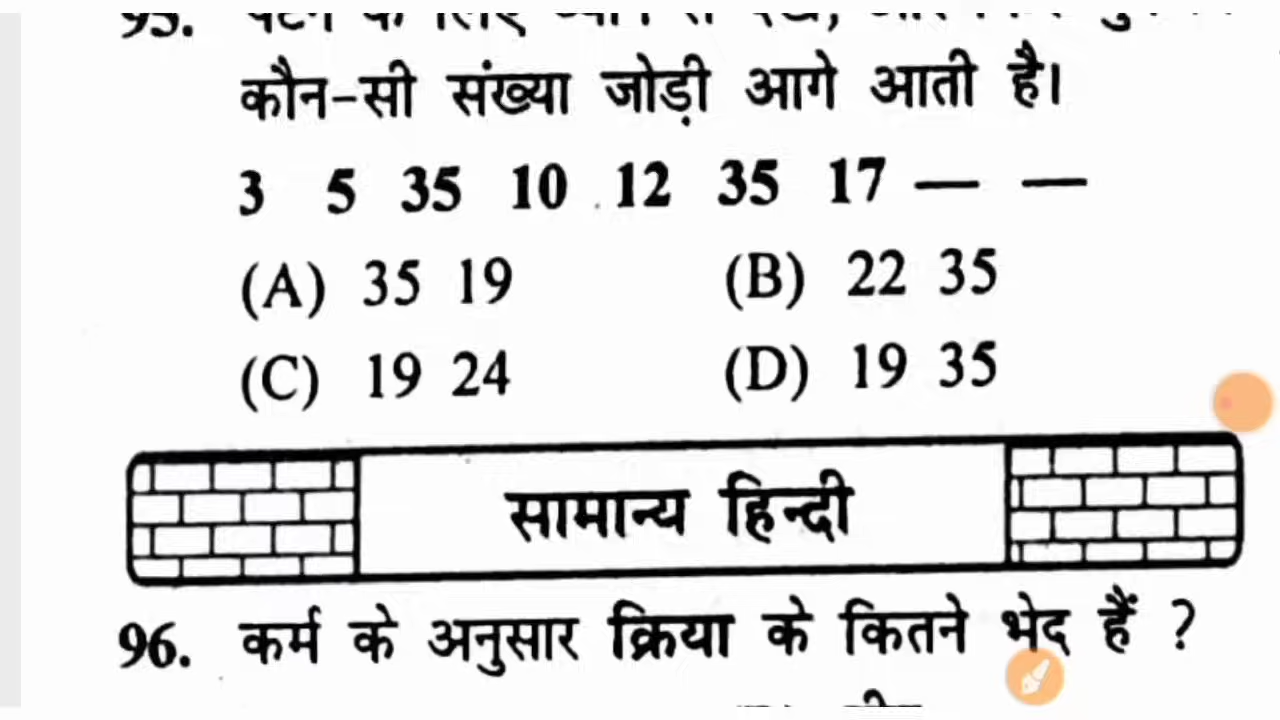 95. के लिए
कौन-सी संख्या जोड़ी आगे आती है।
3 5 35 10 12 35 17 — —
(A) 35 19 (B) 22 35
(C) 19 24 (D) 19 35
सामान्य हिन्दी
96. कर्म के अनुसार क्रिया के कितने भेद हैं ?